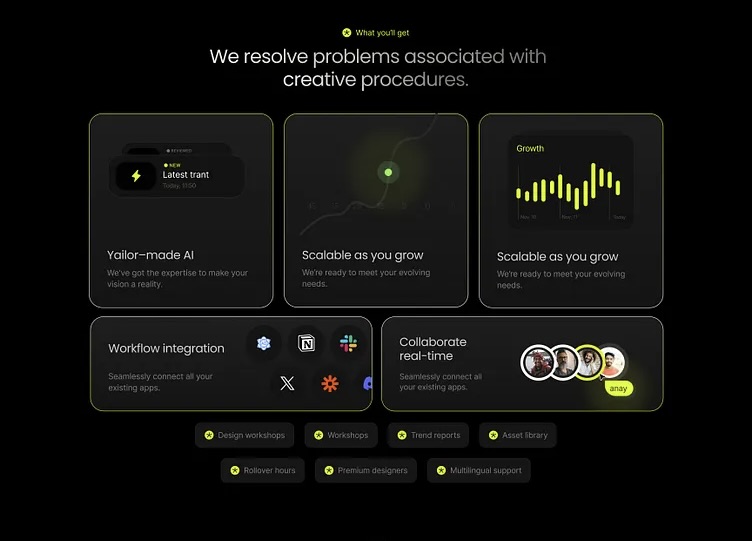 What you'll get
We resolve problems associated with
creative procedures.
REVIEWED
NEW
Latest trant
Today, 11:50
Yailor–made AI
We've got the expertise to make your
vision a reality.
Scalable as you grow
We're ready to meet your evolving
needs.
Growth
Nov, 17
Today
Scalable as you grow
We're ready to meet your evolving
needs.
Workflow integration
Seamlessly connect all your
existing apps.
Collaborate
real-time
Seamlessly connect all
your existing apps.
anay
Design workshops
Workshops
Trend reports
Asset library
Rollover hours
Premium designers
Multilingual support